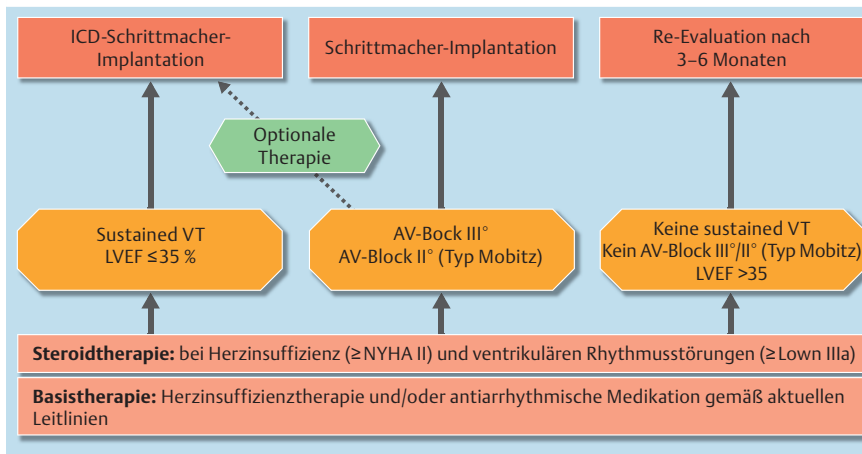 ICD-Schrittmacher-
Implantation
Schrittmacher-Implantation
Re-Evaluation nach
3–6 Monaten
Optionale
Therapie
Sustained VT
LVEF ≤35 %
AV-Bock III°
AV-Block II° (Typ Mobitz)
Keine sustained VT
Kein AV-Block III°/II° (Typ Mobitz)
LVEF >35
Steroidtherapie: bei Herzinsuffizienz (≥NYHA II) und ventrikulären Rhythmusstörungen (≥Lown IIIa)
Basistherapie: Herzinsuffizienztherapie und/oder antiarrhythmische Medikation gemäß aktuellen
Leitlinien